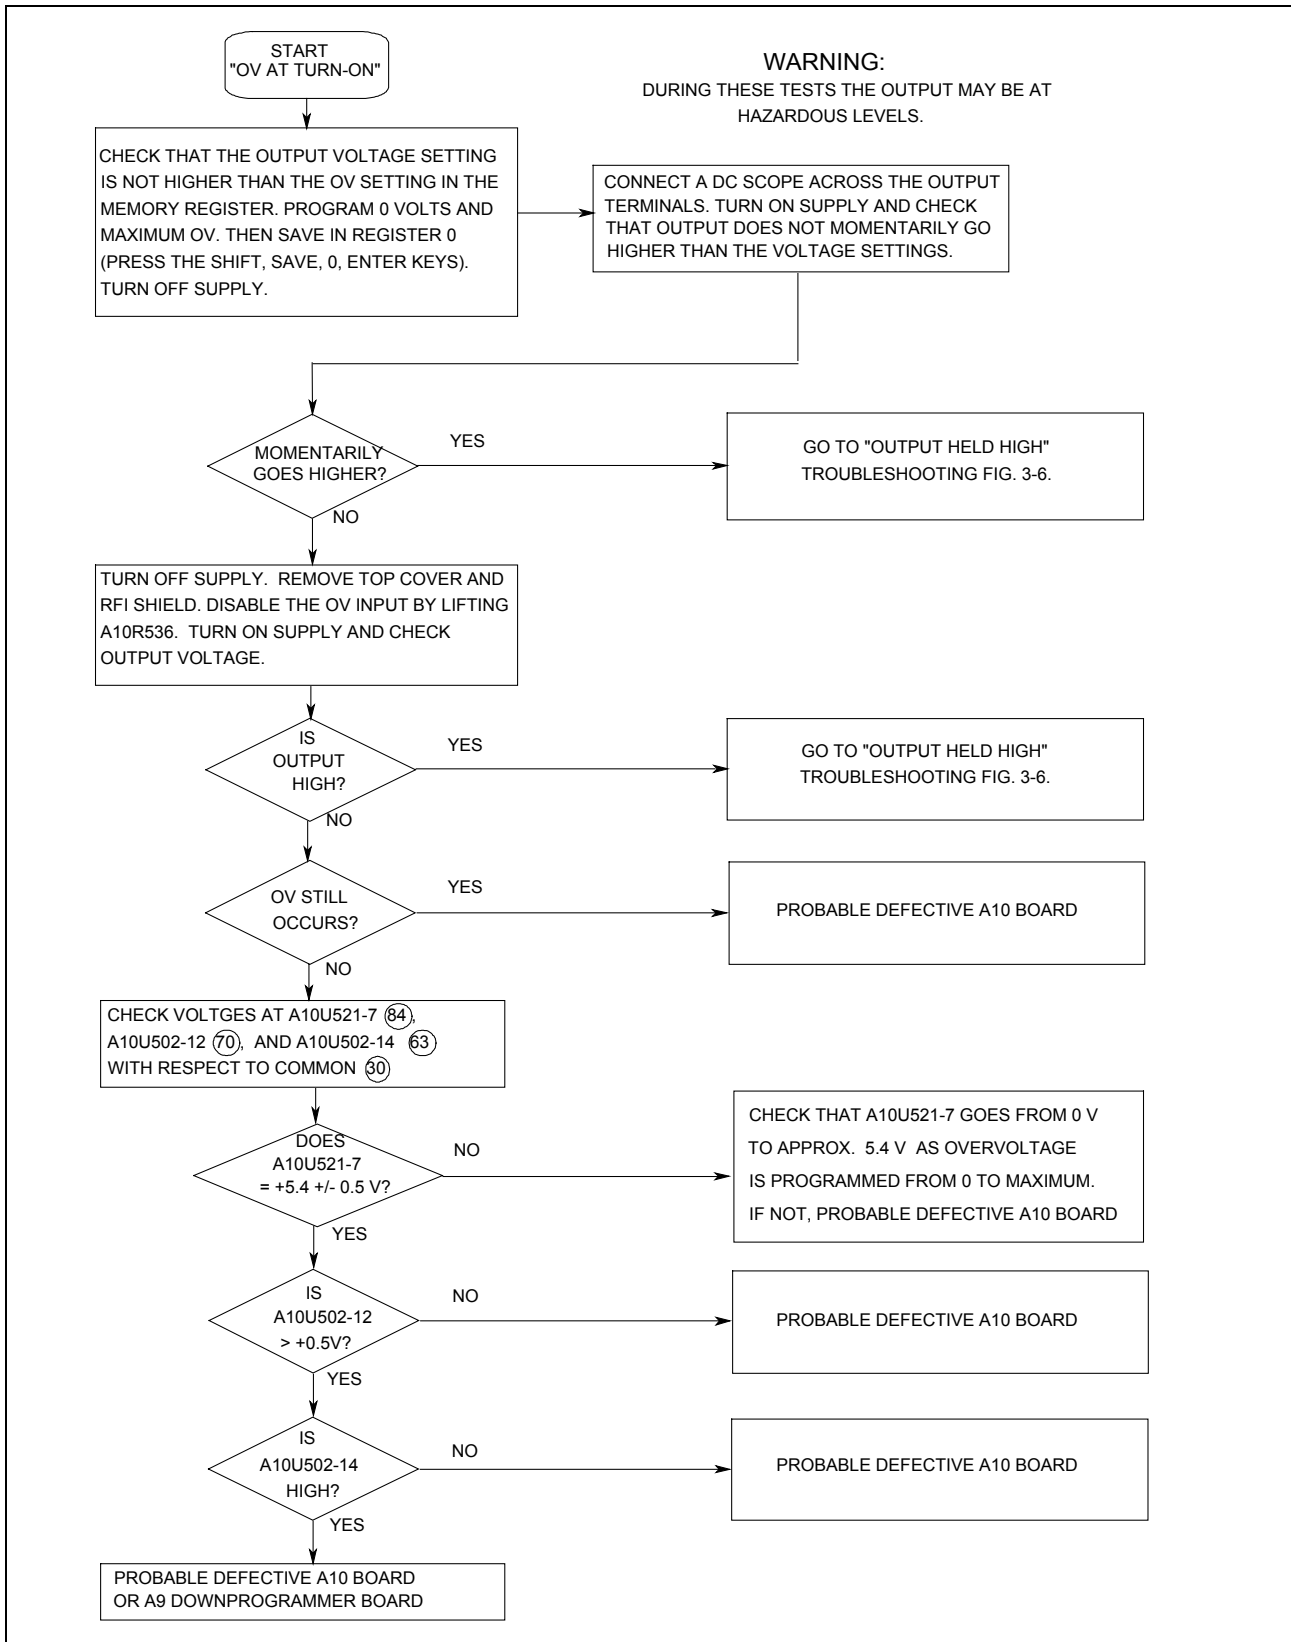 START
"OV AT TURN-ON"
WARNING:
DURING THESE TESTS THE OUTPUT MAY BE AT
HAZARDOUS LEVELS.
CHECK THAT THE OUTPUT VOLTAGE SETTING
IS NOT HIGHER THAN THE OV SETTING IN THE
MEMORY REGISTER. PROGRAM 0 VOLTS AND
MAXIMUM OV. THEN SAVE IN REGISTER 0
(PRESS THE SHIFT, SAVE, 0, ENTER KEYS).
TURN OFF SUPPLY.
CONNECT A DC SCOPE ACROSS THE OUTPUT
TERMINALS. TURN ON SUPPLY AND CHECK
THAT OUTPUT DOES NOT MOMENTARILY GO
HIGHER THAN THE VOLTAGE SETTINGS.
MOMENTARILY
GOES HIGHER?
YES
GO TO "OUTPUT HELD HIGH"
TROUBLESHOOTING FIG. 3-6.
NO
TURN OFF SUPPLY. REMOVE TOP COVER AND
RFI SHIELD. DISABLE THE OV INPUT BY LIFTING
A10R536. TURN ON SUPPLY AND CHECK
OUTPUT VOLTAGE.
IS
OUTPUT
HIGH?
YES
GO TO "OUTPUT HELD HIGH"
TROUBLESHOOTING FIG. 3-6.
NO
OV STILL
OCCURS?
YES
PROBABLE DEFECTIVE A10 BOARD
NO
CHECK VOLTGES AT A10U521-7 84,
A10U502-12 70, AND A10U502-14 63
WITH RESPECT TO COMMON 30
DOES
A10U521-7
= +5.4 +/- 0.5 V?
NO
CHECK THAT A10U521-7 GOES FROM 0 V
TO APPROX. 5.4 V AS OVERVOLTAGE
IS PROGRAMMED FROM 0 TO MAXIMUM.
IF NOT, PROBABLE DEFECTIVE A10 BOARD
YES
IS
A10U502-12
> +0.5V?
NO
PROBABLE DEFECTIVE A10 BOARD
YES
IS
A10U502-14
HIGH?
NO
PROBABLE DEFECTIVE A10 BOARD
YES
PROBABLE DEFECTIVE A10 BOARD
OR A9 DOWNPROGRAMMER BOARD